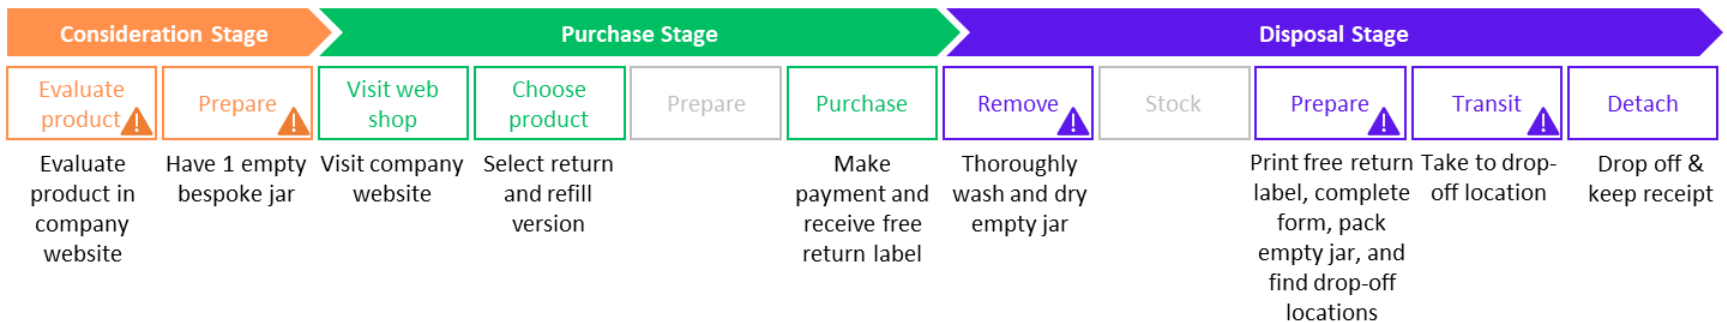 Consideration Stage
Purchase Stage
Disposal Stage
Evaluate
product
Prepare
Visit web
shop
Choose
product
Prepare
Purchase
Remove
Stock
Prepare
Transit
Detach
Evaluate
product in
company
website
Have 1 empty
bespoke jar
Visit company
website
Select return
and refill
version
Make
payment and
receive free
return label
Thoroughly
wash and dry
empty jar
Print free return
label, complete
form, pack
empty jar, and
find drop-off
locations
Take to drop-
off location
Drop off &
keep receipt